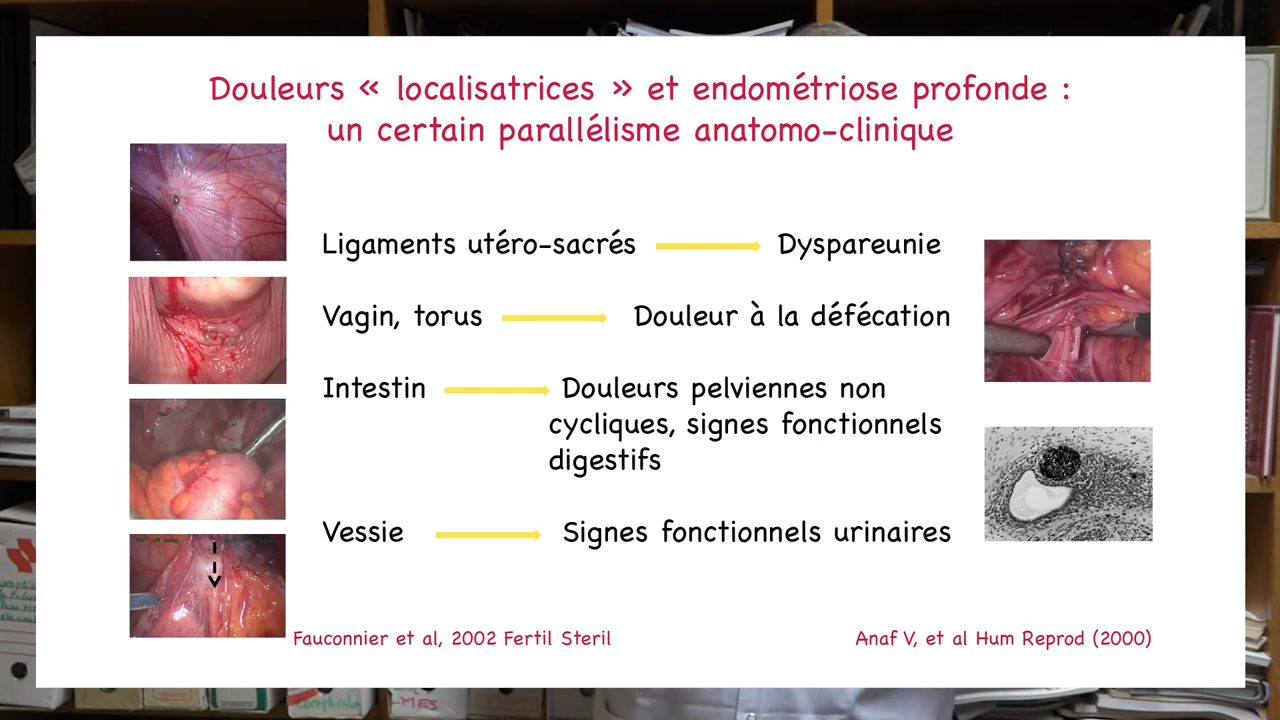 Douleurs « localisatrices » et endométriose profonde :
un certain parallélisme anatomo-clinique
Ligaments utéro-sacrés
Dyspareunie
Vagin, torus
Douleur à la défécation
Intestin
Douleurs pelviennes non
cycliques, signes fonctionnels
digestifs
Vessie
Signes fonctionnels urinaires
Fauconnier et al, 2002 Fertil Steril
Anaf V, et al Hum Reprod (2000)